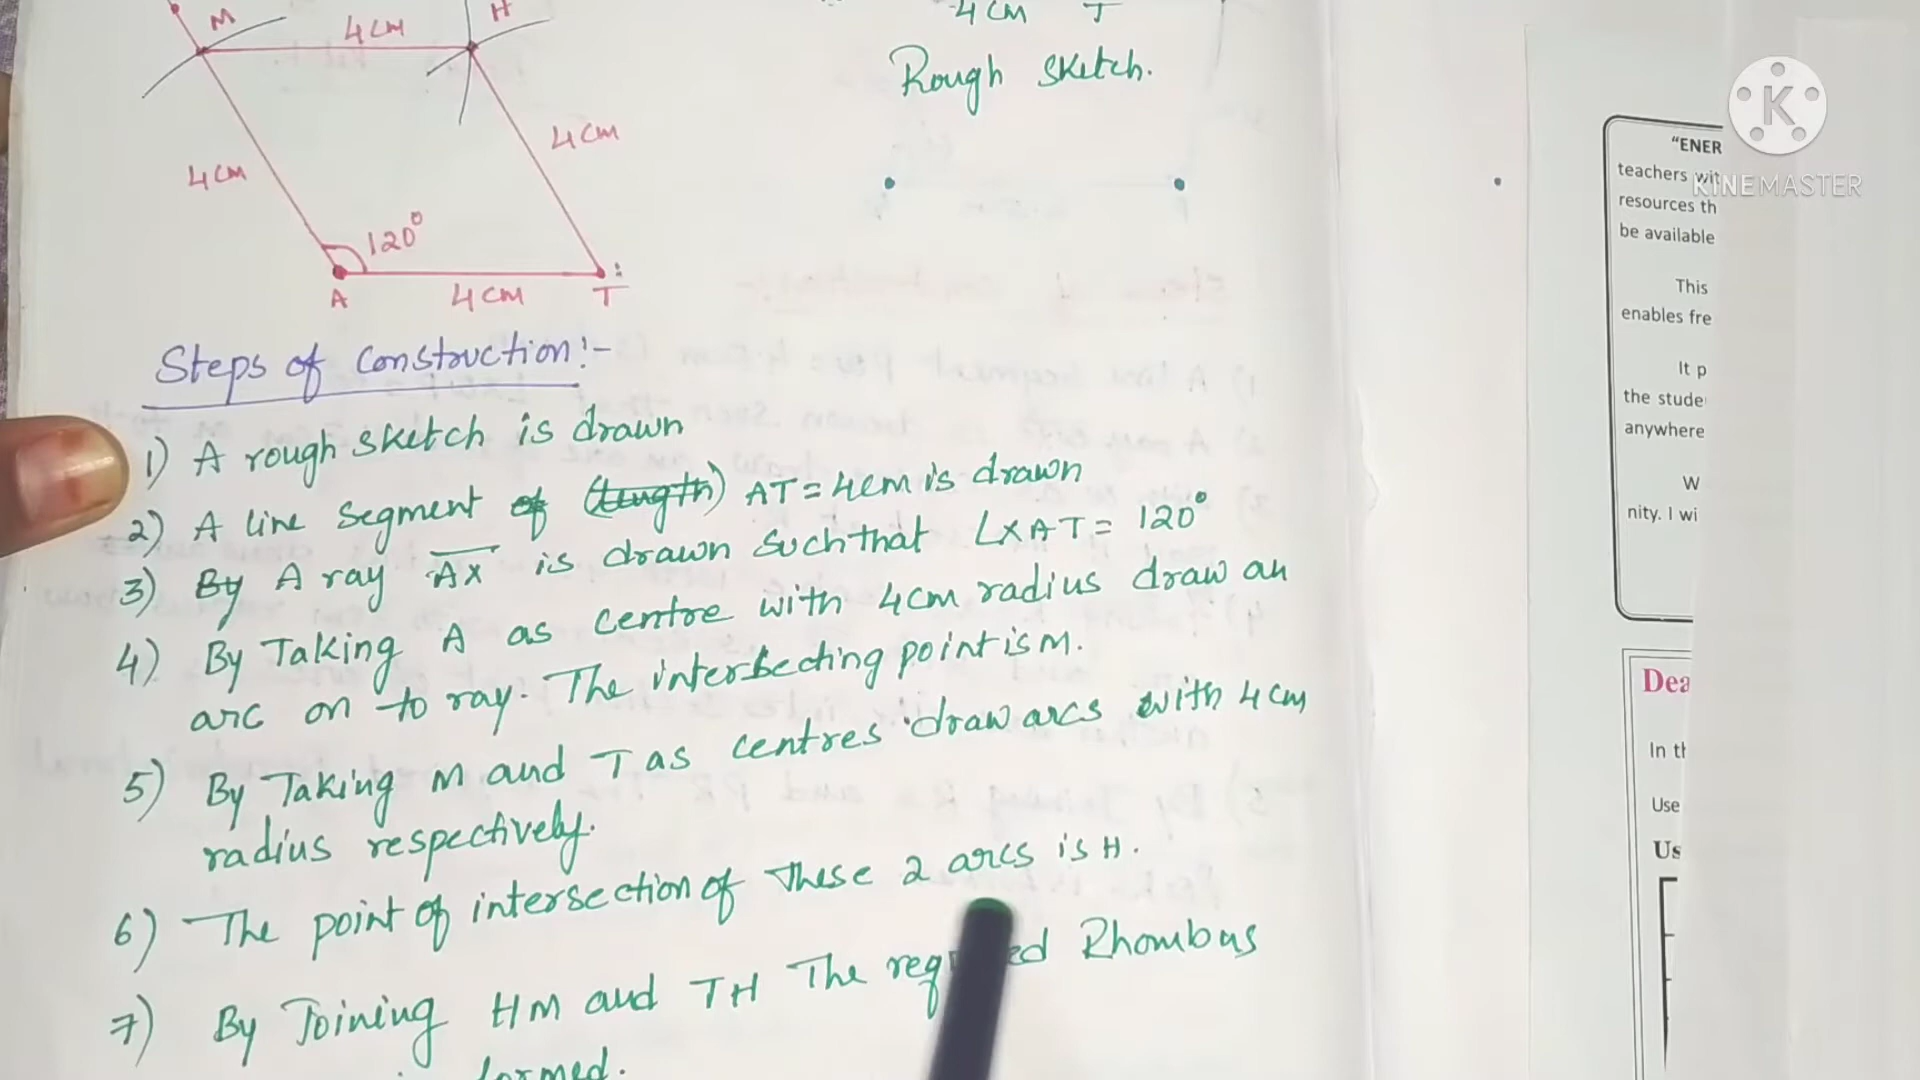 M
4cm
H
4cm
4cm
120°
A
4cm
T
4cm T
Rough sketch.
Steps of construction:-
1) A rough sketch is drawn
2) A line segment of (length) AT = 4cm is drawn
3) By A ray AX is drawn such that ∠XAT = 120°
4) By Taking A as centre with 4cm radius draw an
arc on to ray. The intersecting point is M.
5) By Taking M and T as centres draw arcs with 4cm
radius respectively.
6) The point of intersection of these 2 arcs is H.
7) By Joining HM and TH The Rhombus
formed.
K
KINEMASTER
"ENER
teachers wit
resources th
be available
This
enables fre
It p
the stude
anywhere
W
nity. I wi
Dea
In th
Use
Us